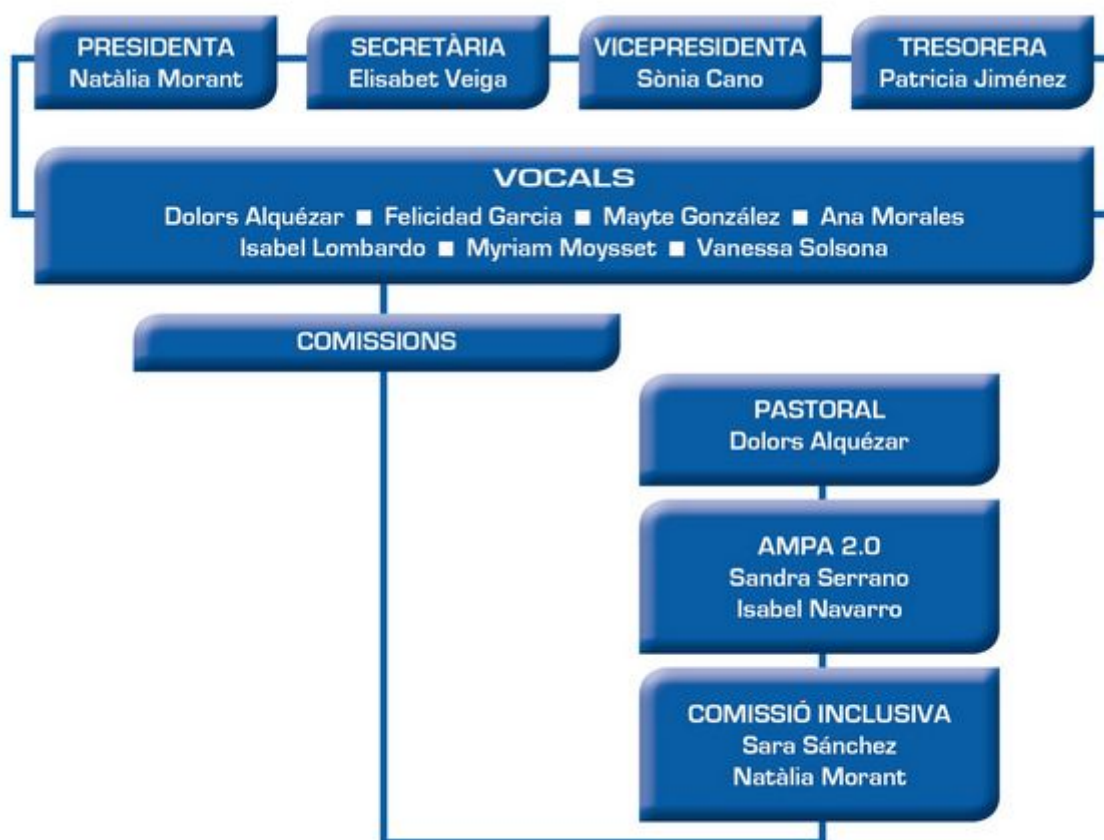 PRESIDENTA
Natàlia Morant
SECRETÀRIA
Elisabet Veiga
VICEPRESIDENTA
Sònia Cano
TRESORERA
Patricia Jiménez
VOCALS
Dolors Alquézar ■ Felicidad Garcia ■ Mayte González ■ Ana Morales
Isabel Lombardo ■ Myriam Moysset ■ Vanessa Solsona
COMISSIONS
PASTORAL
Dolors Alquézar
AMPA 2.0
Sandra Serrano
Isabel Navarro
COMISSIÓ INCLUSIVA
Sara Sánchez
Natàlia Morant